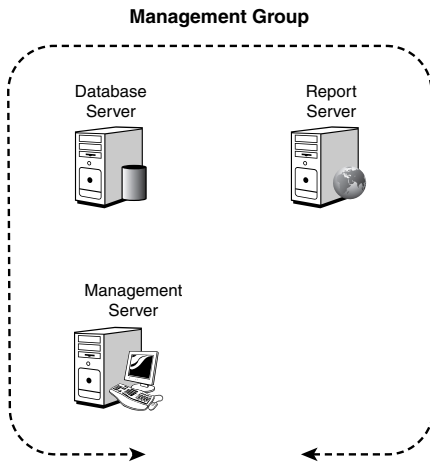 Management Group
Database
Server
Report
Server
Management
Server